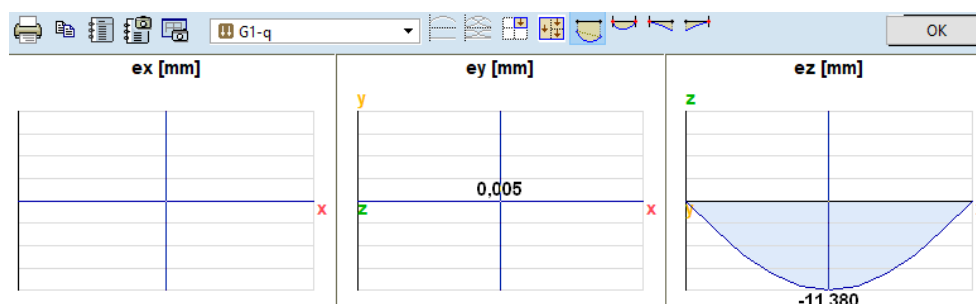 G1-q
OK
ex [mm]
ey [mm]
ez [mm]
y
z
0,005
x
z
x
y
-11,380